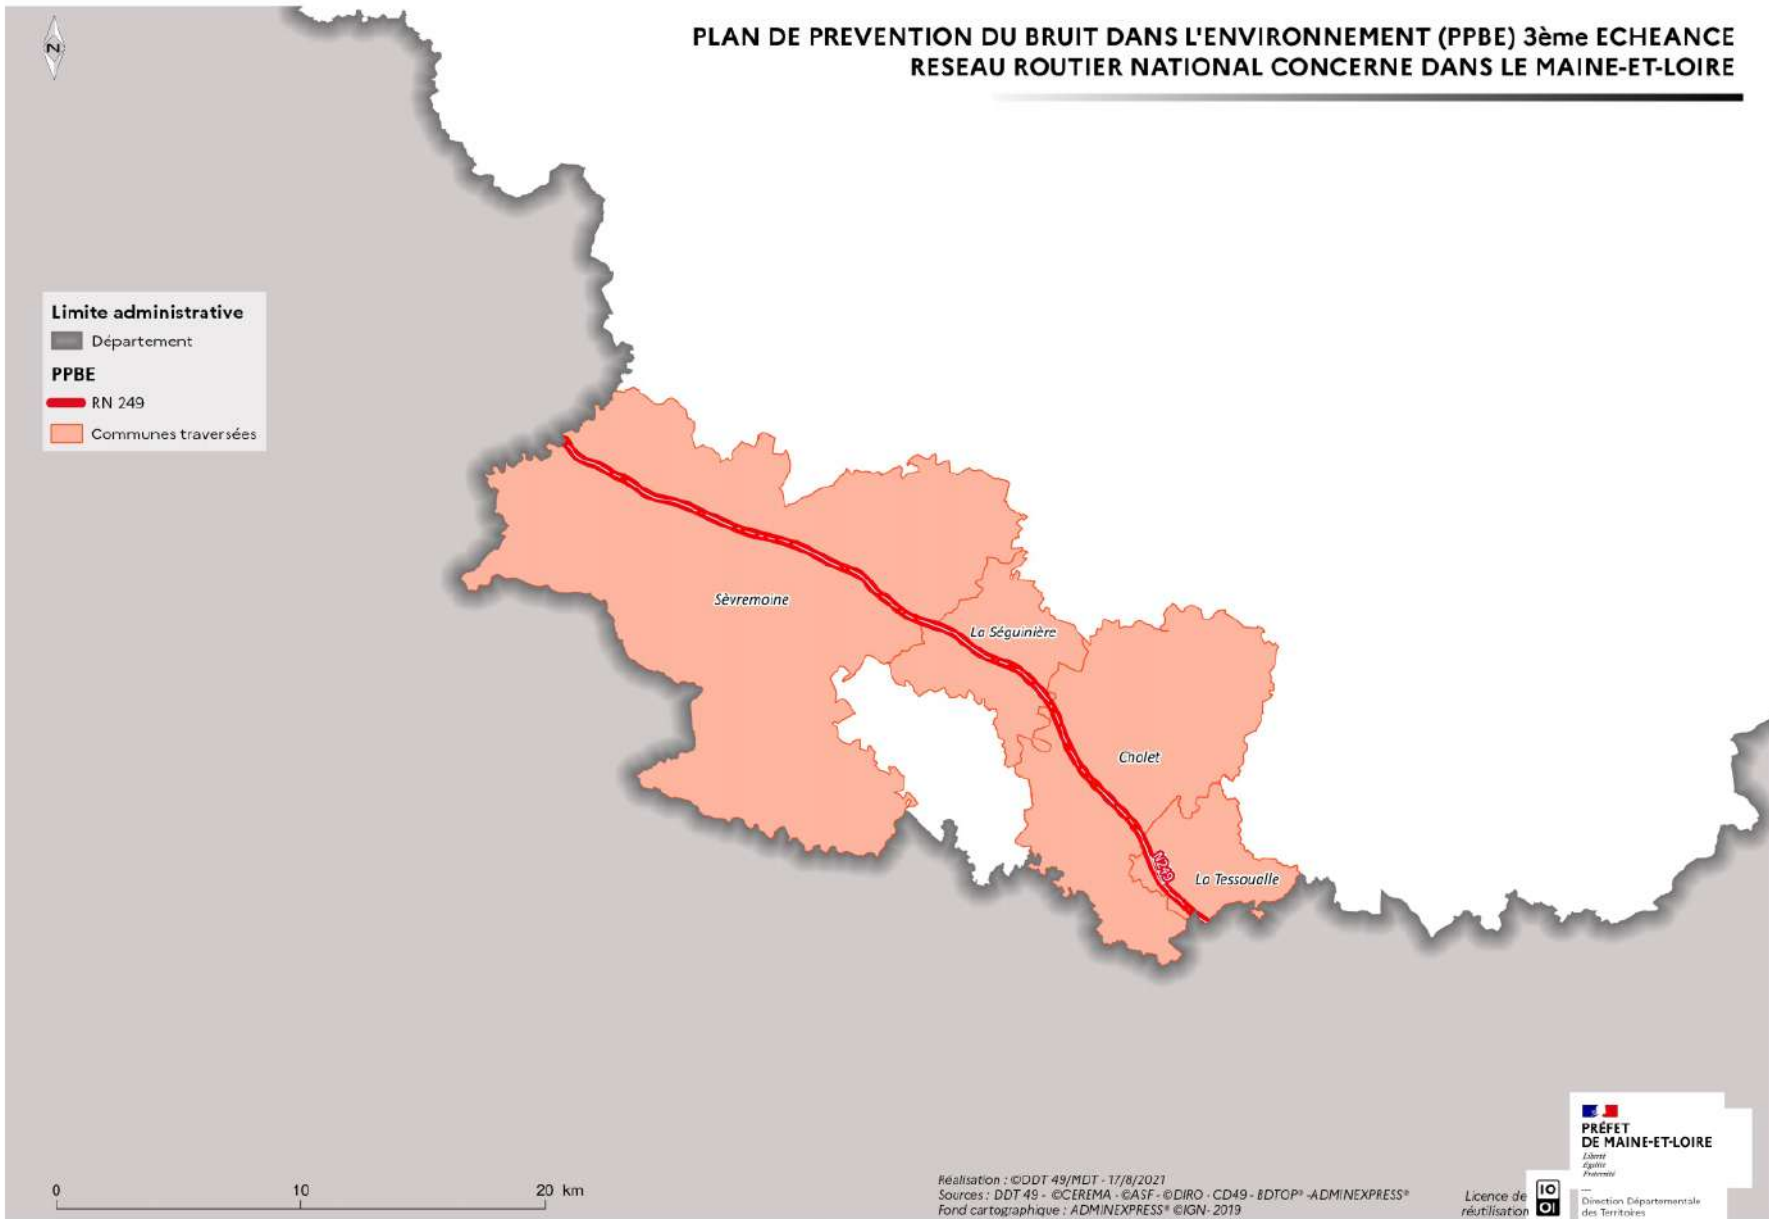 N
PLAN DE PREVENTION DU BRUIT DANS L'ENVIRONNEMENT (PPBE) 3ème ECHEANCE
RESEAU ROUTIER NATIONAL CONCERNE DANS LE MAINE-ET-LOIRE
Limite administrative
Département
PPBE
RN 249
Communes traversées
Sèvremoine
La Séguinière
Cholet
N249
La Tessoualle
0 10 20 km
Réalisation : ©DDT 49/MDT - 17/8/2021
Sources : DDT 49 - ©CEREMA - ©ASF - ©DIRO - CD49 - BDTOP® -ADMINEXPRESS®
Fond cartographique : ADMINEXPRESS® ©IGN- 2019
Licence de
réutilisation
PRÉFET
DE MAINE-ET-LOIRE
Liberté
Égalité
Fraternité
Direction Départementale
des Territoires